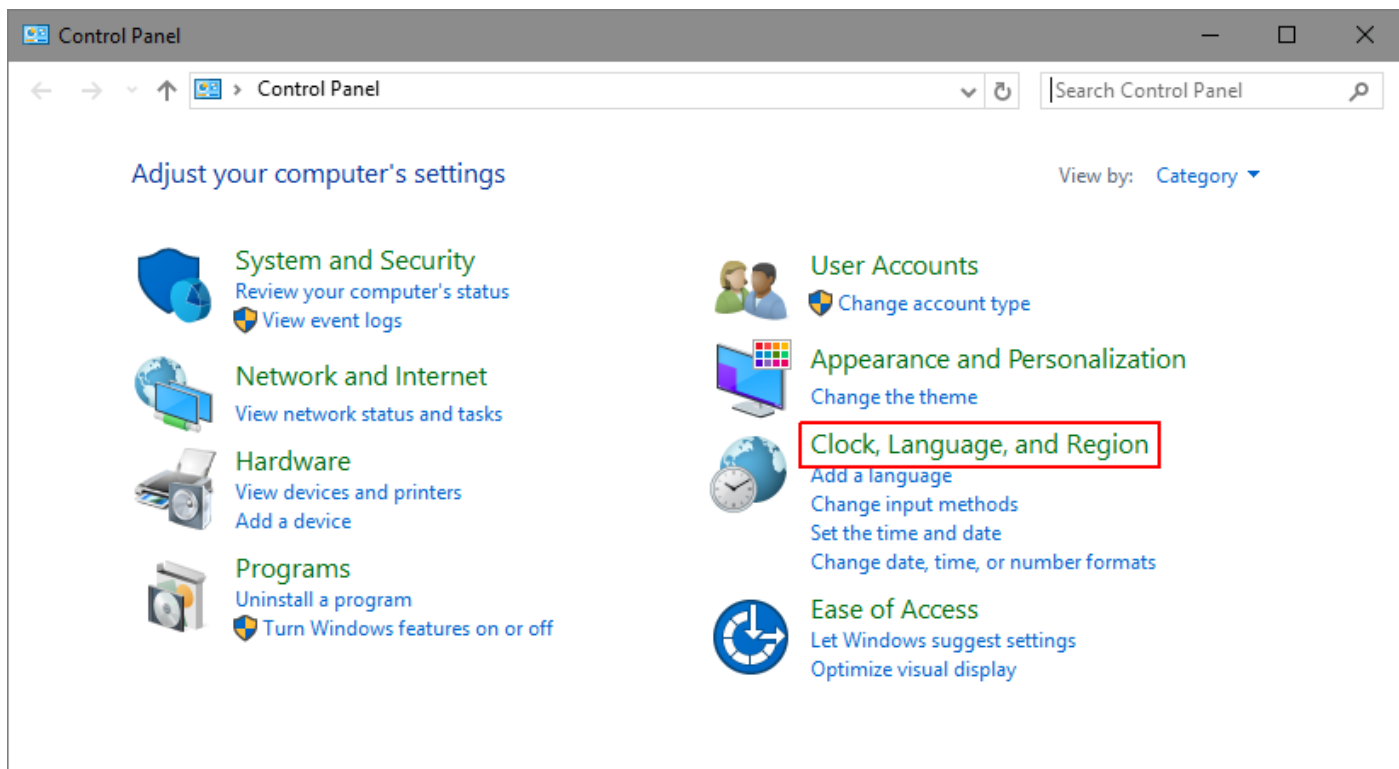 Control Panel
Control Panel
Search Control Panel
Adjust your computer's settings
View by: Category
System and Security
Review your computer's status
View event logs
Network and Internet
View network status and tasks
Hardware
View devices and printers
Add a device
Programs
Uninstall a program
Turn Windows features on or off
User Accounts
Change account type
Appearance and Personalization
Change the theme
Clock, Language, and Region
Add a language
Change input methods
Set the time and date
Change date, time, or number formats
Ease of Access
Let Windows suggest settings
Optimize visual display